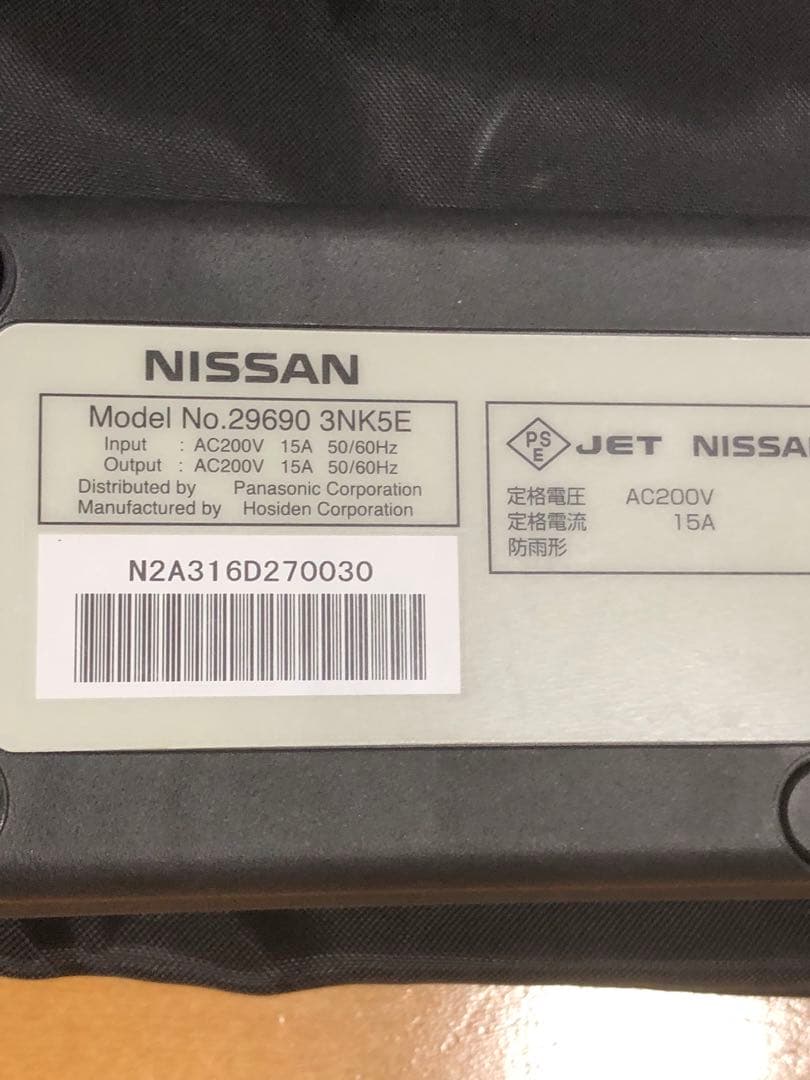 NISSAN
Model No.29690 3NK5E
Input : AC200V 15A 50/60Hz
Output : AC200V 15A 50/60Hz
Distributed by Panasonic Corporation
Manufactured by Hosiden Corporation
N2A316D270030
PS
E
JET NISSA
定格電圧 AC200V
定格電流 15A
防雨形